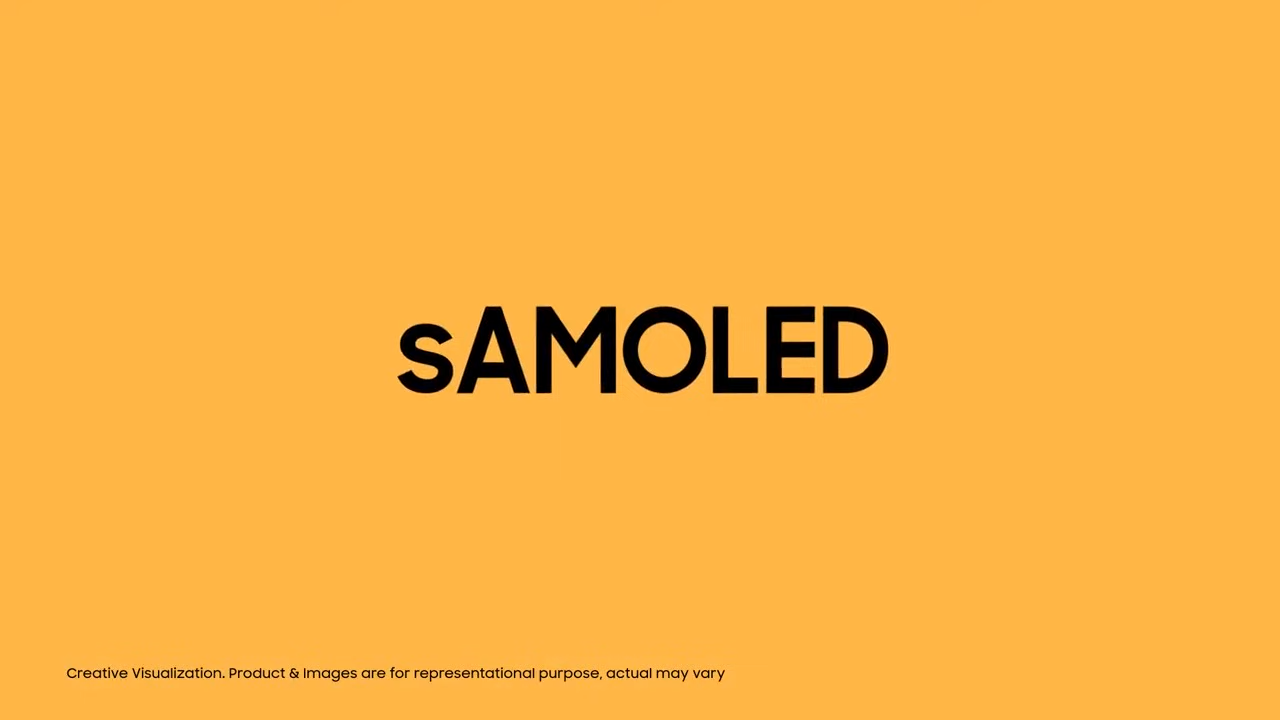 sAMOLED
Creative Visualization. Product & Images are for representational purpose, actual may vary